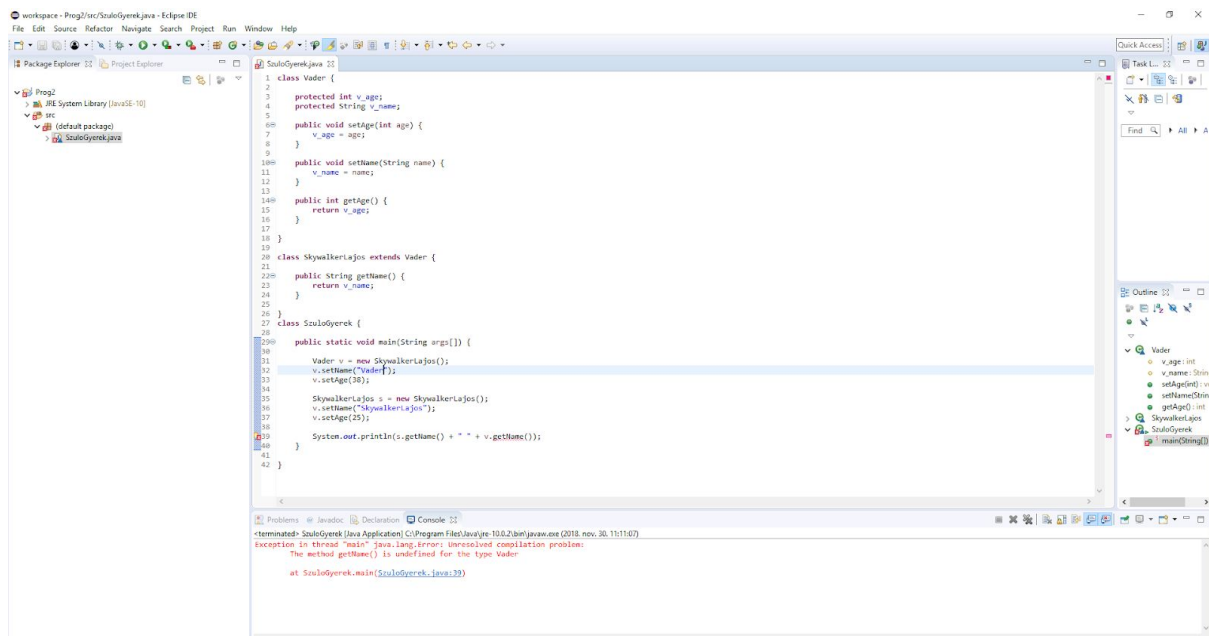 workspace - Prog2/src/SzuloGyerek.java - Eclipse IDE
File Edit Source Refactor Navigate Search Project Run Window Help
Quick Access
Package Explorer Project Explorer
SzuloGyerek.java
Task L...
Prog2
JRE System Library [JavaSE-10]
src
(default package)
SzuloGyerek.java
Find All A
1 class Vader {
2
3 protected int v_age;
4 protected String v_name;
5
6 public void setAge(int age) {
7 v_age = age;
8 }
9
10 public void setName(String name) {
11 v_name = name;
12 }
13
14 public int getAge() {
15 return v_age;
16 }
17
18 }
19
20 class SkywalkerLajos extends Vader {
21
22 public String getName() {
23 return v_name;
24 }
25
26 }
27 class SzuloGyerek {
28
29 public static void main(String args[]) {
30
31 Vader v = new SkywalkerLajos();
32 v.setName("Vader");
33 v.setAge(38);
34
35 SkywalkerLajos s = new SkywalkerLajos();
36 v.setName("SkywalkerLajos");
37 v.setAge(25);
38
39 System.out.println(s.getName() + " " + v.getName());
40 }
41
42 }
Outline
Vader
v_age : int
v_name : Strin
setAge(int) : v
setName(Strin
getAge() : int
SkywalkerLajos
SzuloGyerek
main(String[])
Problems Javadoc Declaration Console
<terminated> SzuloGyerek [Java Application] C:\Program Files\Java\jre-10.0.2\bin\javaw.exe (2018. nov. 30. 11:11:07)
Exception in thread "main" java.lang.Error: Unresolved compilation problem:
The method getName() is undefined for the type Vader
at SzuloGyerek.main(SzuloGyerek.java:39)